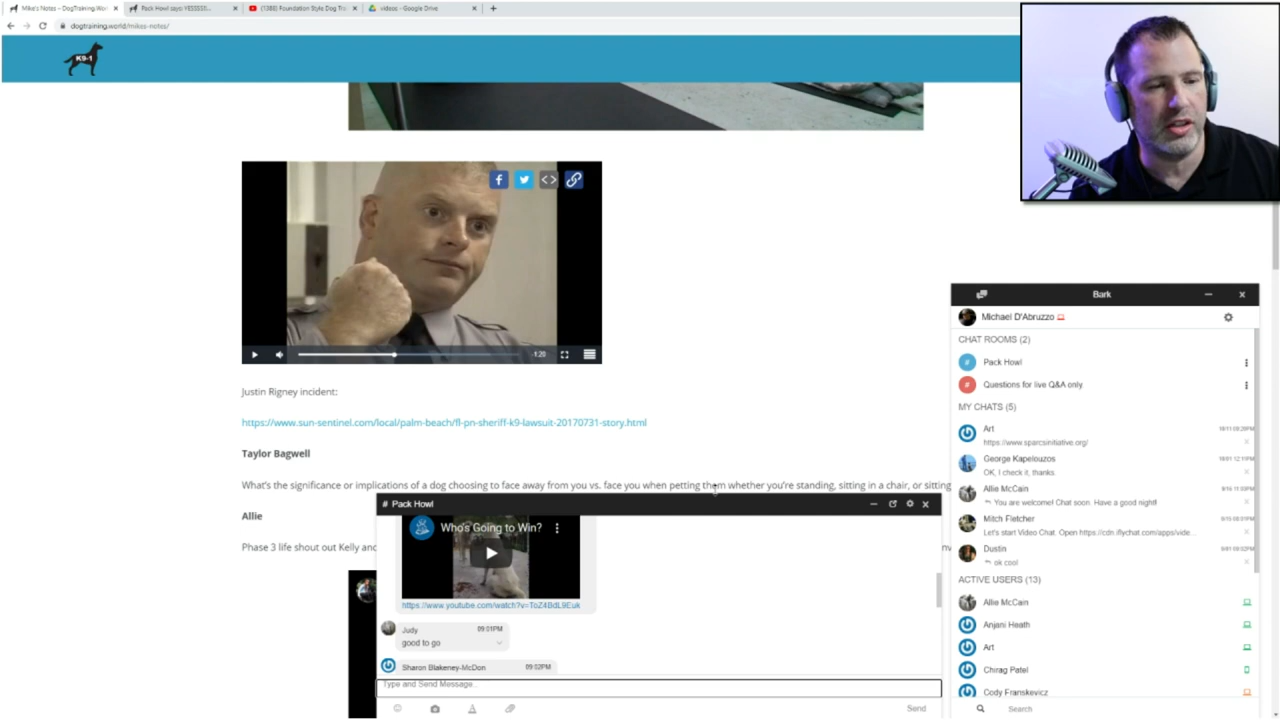 Mike's Notes – DogTraining.Worl
Pack Howl says: YESSSSS!...
(1388) Foundation Style Dog Tra
videos - Google Drive
dogtraining.world/mikes-notes/
K9-1
-1:20
Justin Rigney incident:
https://www.sun-sentinel.com/local/palm-beach/fl-pn-sheriff-k9-lawsuit-20170731-story.html
Taylor Bagwell
What's the significance or implications of a dog choosing to face away from you vs. face you when petting them whether you're standing, sitting in a chair, or sitting
Allie
Phase 3 life shout out Kelly and
# Pack Howl
Who's Going to Win?
https://www.youtube.com/watch?v=ToZ4BdL9Euk
Judy 09:01PM
good to go
Sharon Blakeney-McDon 09:02PM
Type and Send Message..
Send
Bark
Michael D'Abruzzo
CHAT ROOMS (2)
# Pack Howl
# Questions for live Q&A only
MY CHATS (5)
Art
https://www.sparcsinitiative.org/
George Kapelouzos
OK, I check it, thanks
Allie McCain
You are welcome! Chat soon. Have a good night!
Mitch Fletcher
Let's start Video Chat. Open https://cdn.iflychat.com/apps/vide...
Dustin
ok cool
ACTIVE USERS (13)
Allie McCain
Anjani Heath
Art
Chirag Patel
Cody Franskevicz
Search